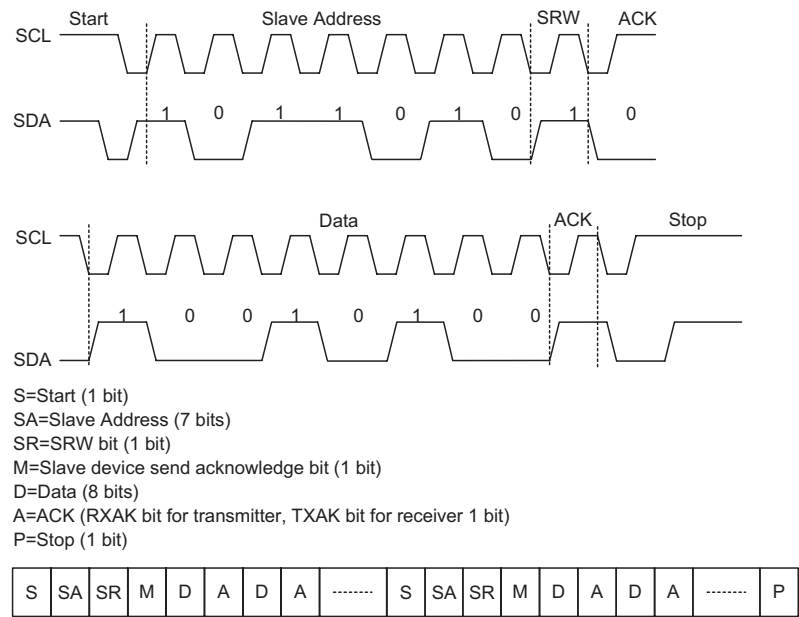 Start Slave Address SRW ACK
SCL
SDA 1 0 1 1 0 1 0 1 0
Data ACK Stop
SCL
1 0 0 1 0 1 0 0
SDA
S=Start (1 bit)
SA=Slave Address (7 bits)
SR=SRW bit (1 bit)
M=Slave device send acknowledge bit (1 bit)
D=Data (8 bits)
A=ACK (RXAK bit for transmitter, TXAK bit for receiver 1 bit)
P=Stop (1 bit)
S SA SR M D A D A -------- S SA SR M D A D A -------- P